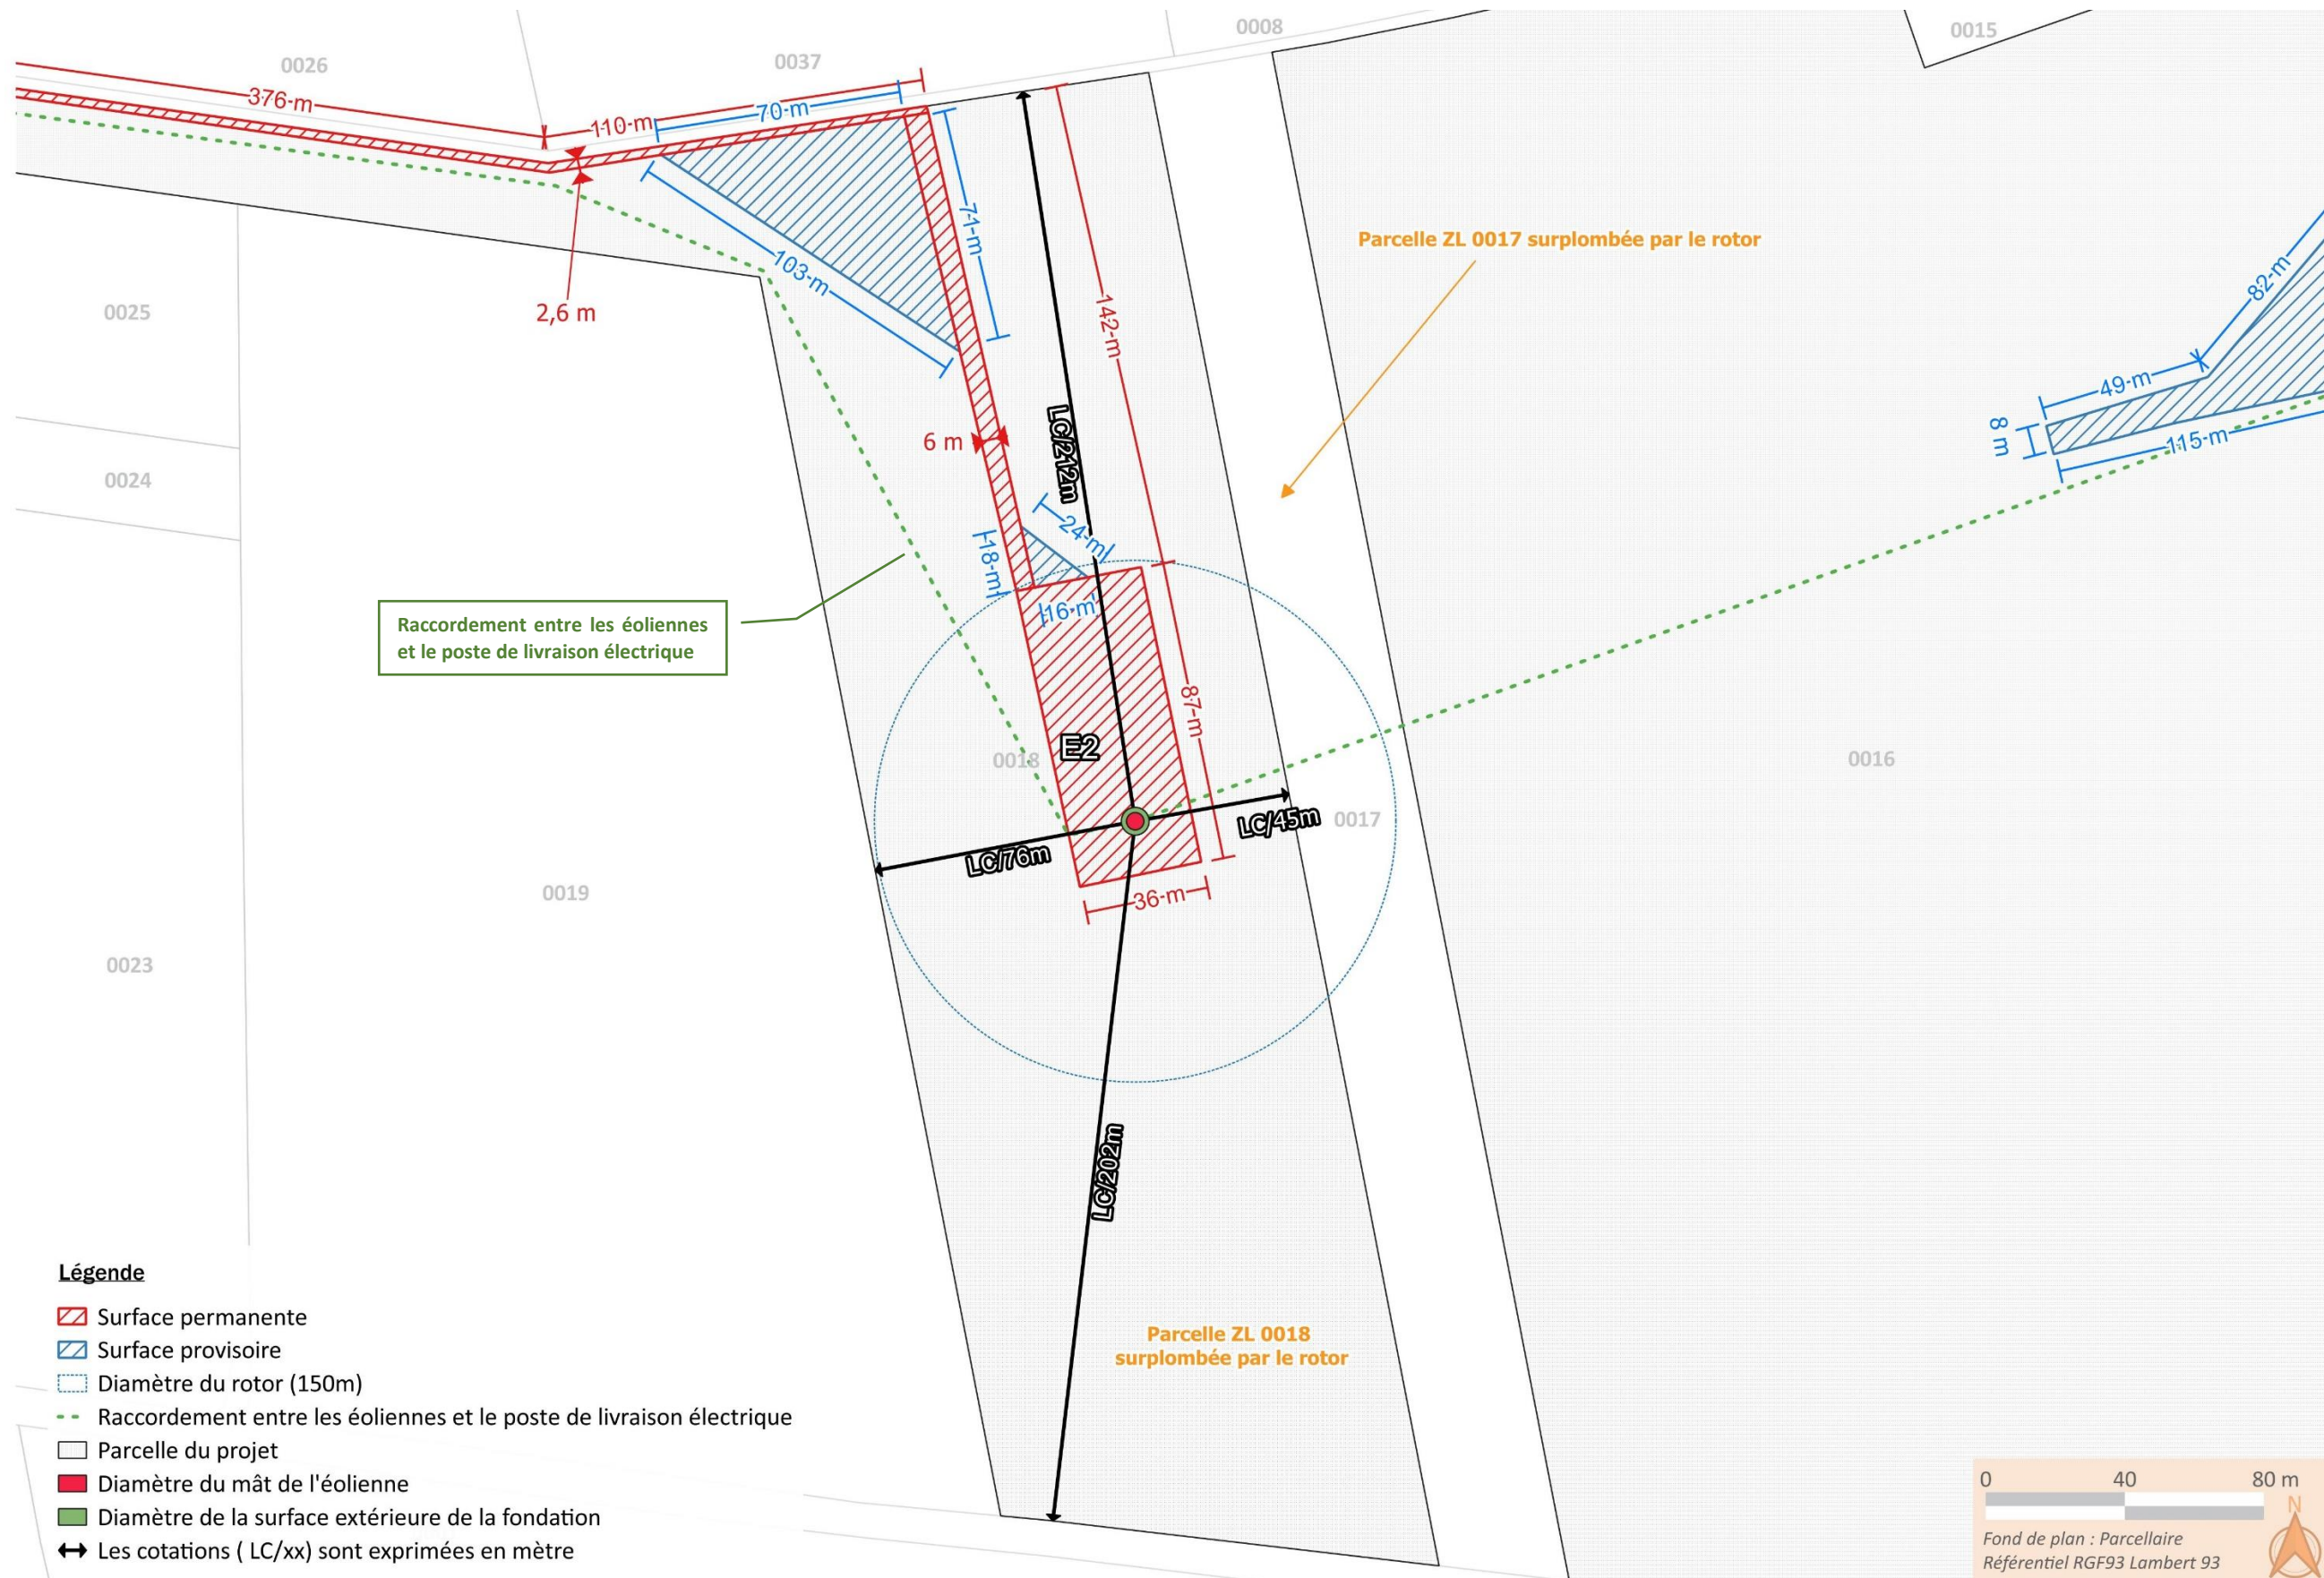 0008
0015
0026
0037
376-m
110-m
70-m
71-m
103-m
142-m
2,6 m
Parcelle ZL 0017 surplombée par le rotor
82-m
49-m
8 m
115-m
0025
0024
6 m
LC/212m
24-m
18-m
16-m
Raccordement entre les éoliennes
et le poste de livraison électrique
87-m
E2
0018
0016
0017
LC/45m
LC/76m
36-m
0019
0023
LC/202m
Parcelle ZL 0018
surplombée par le rotor
Légende
Surface permanente
Surface provisoire
Diamètre du rotor (150m)
Raccordement entre les éoliennes et le poste de livraison électrique
Parcelle du projet
Diamètre du mât de l'éolienne
Diamètre de la surface extérieure de la fondation
Les cotations ( LC/xx) sont exprimées en mètre
0 40 80 m
N
Fond de plan : Parcellaire
Référentiel RGF93 Lambert 93